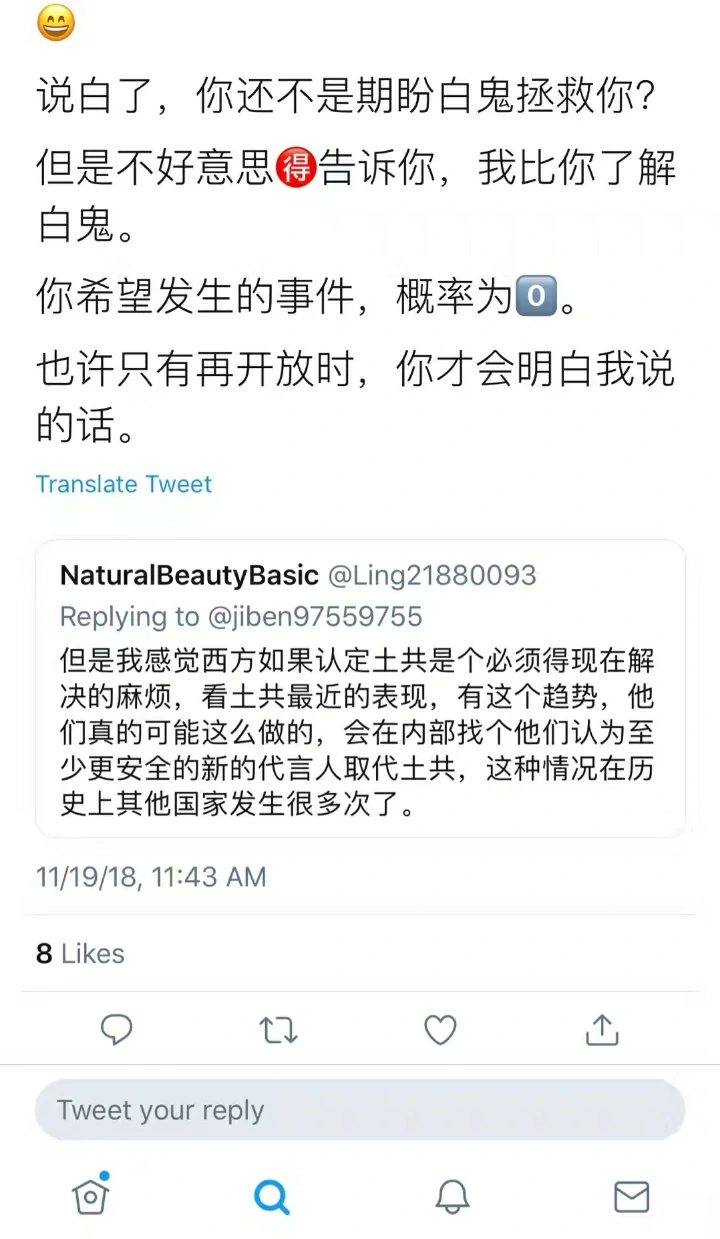 😄
说白了，你还不是期盼白鬼拯救你？
但是不好意思🉐告诉你，我比你了解
白鬼。
你希望发生的事件，概率为0️⃣。
也许只有再开放时，你才会明白我说
的话。
Translate Tweet
NaturalBeautyBasic @Ling21880093
Replying to @jiben97559755
但是我感觉西方如果认定土共是个必须得现在解
决的麻烦，看土共最近的表现，有这个趋势，他
们真的可能这么做的，会在内部找个他们认为至
少更安全的新的代言人取代土共，这种情况在历
史上其他国家发生很多次了。
11/19/18, 11:43 AM
8 Likes
Tweet your reply